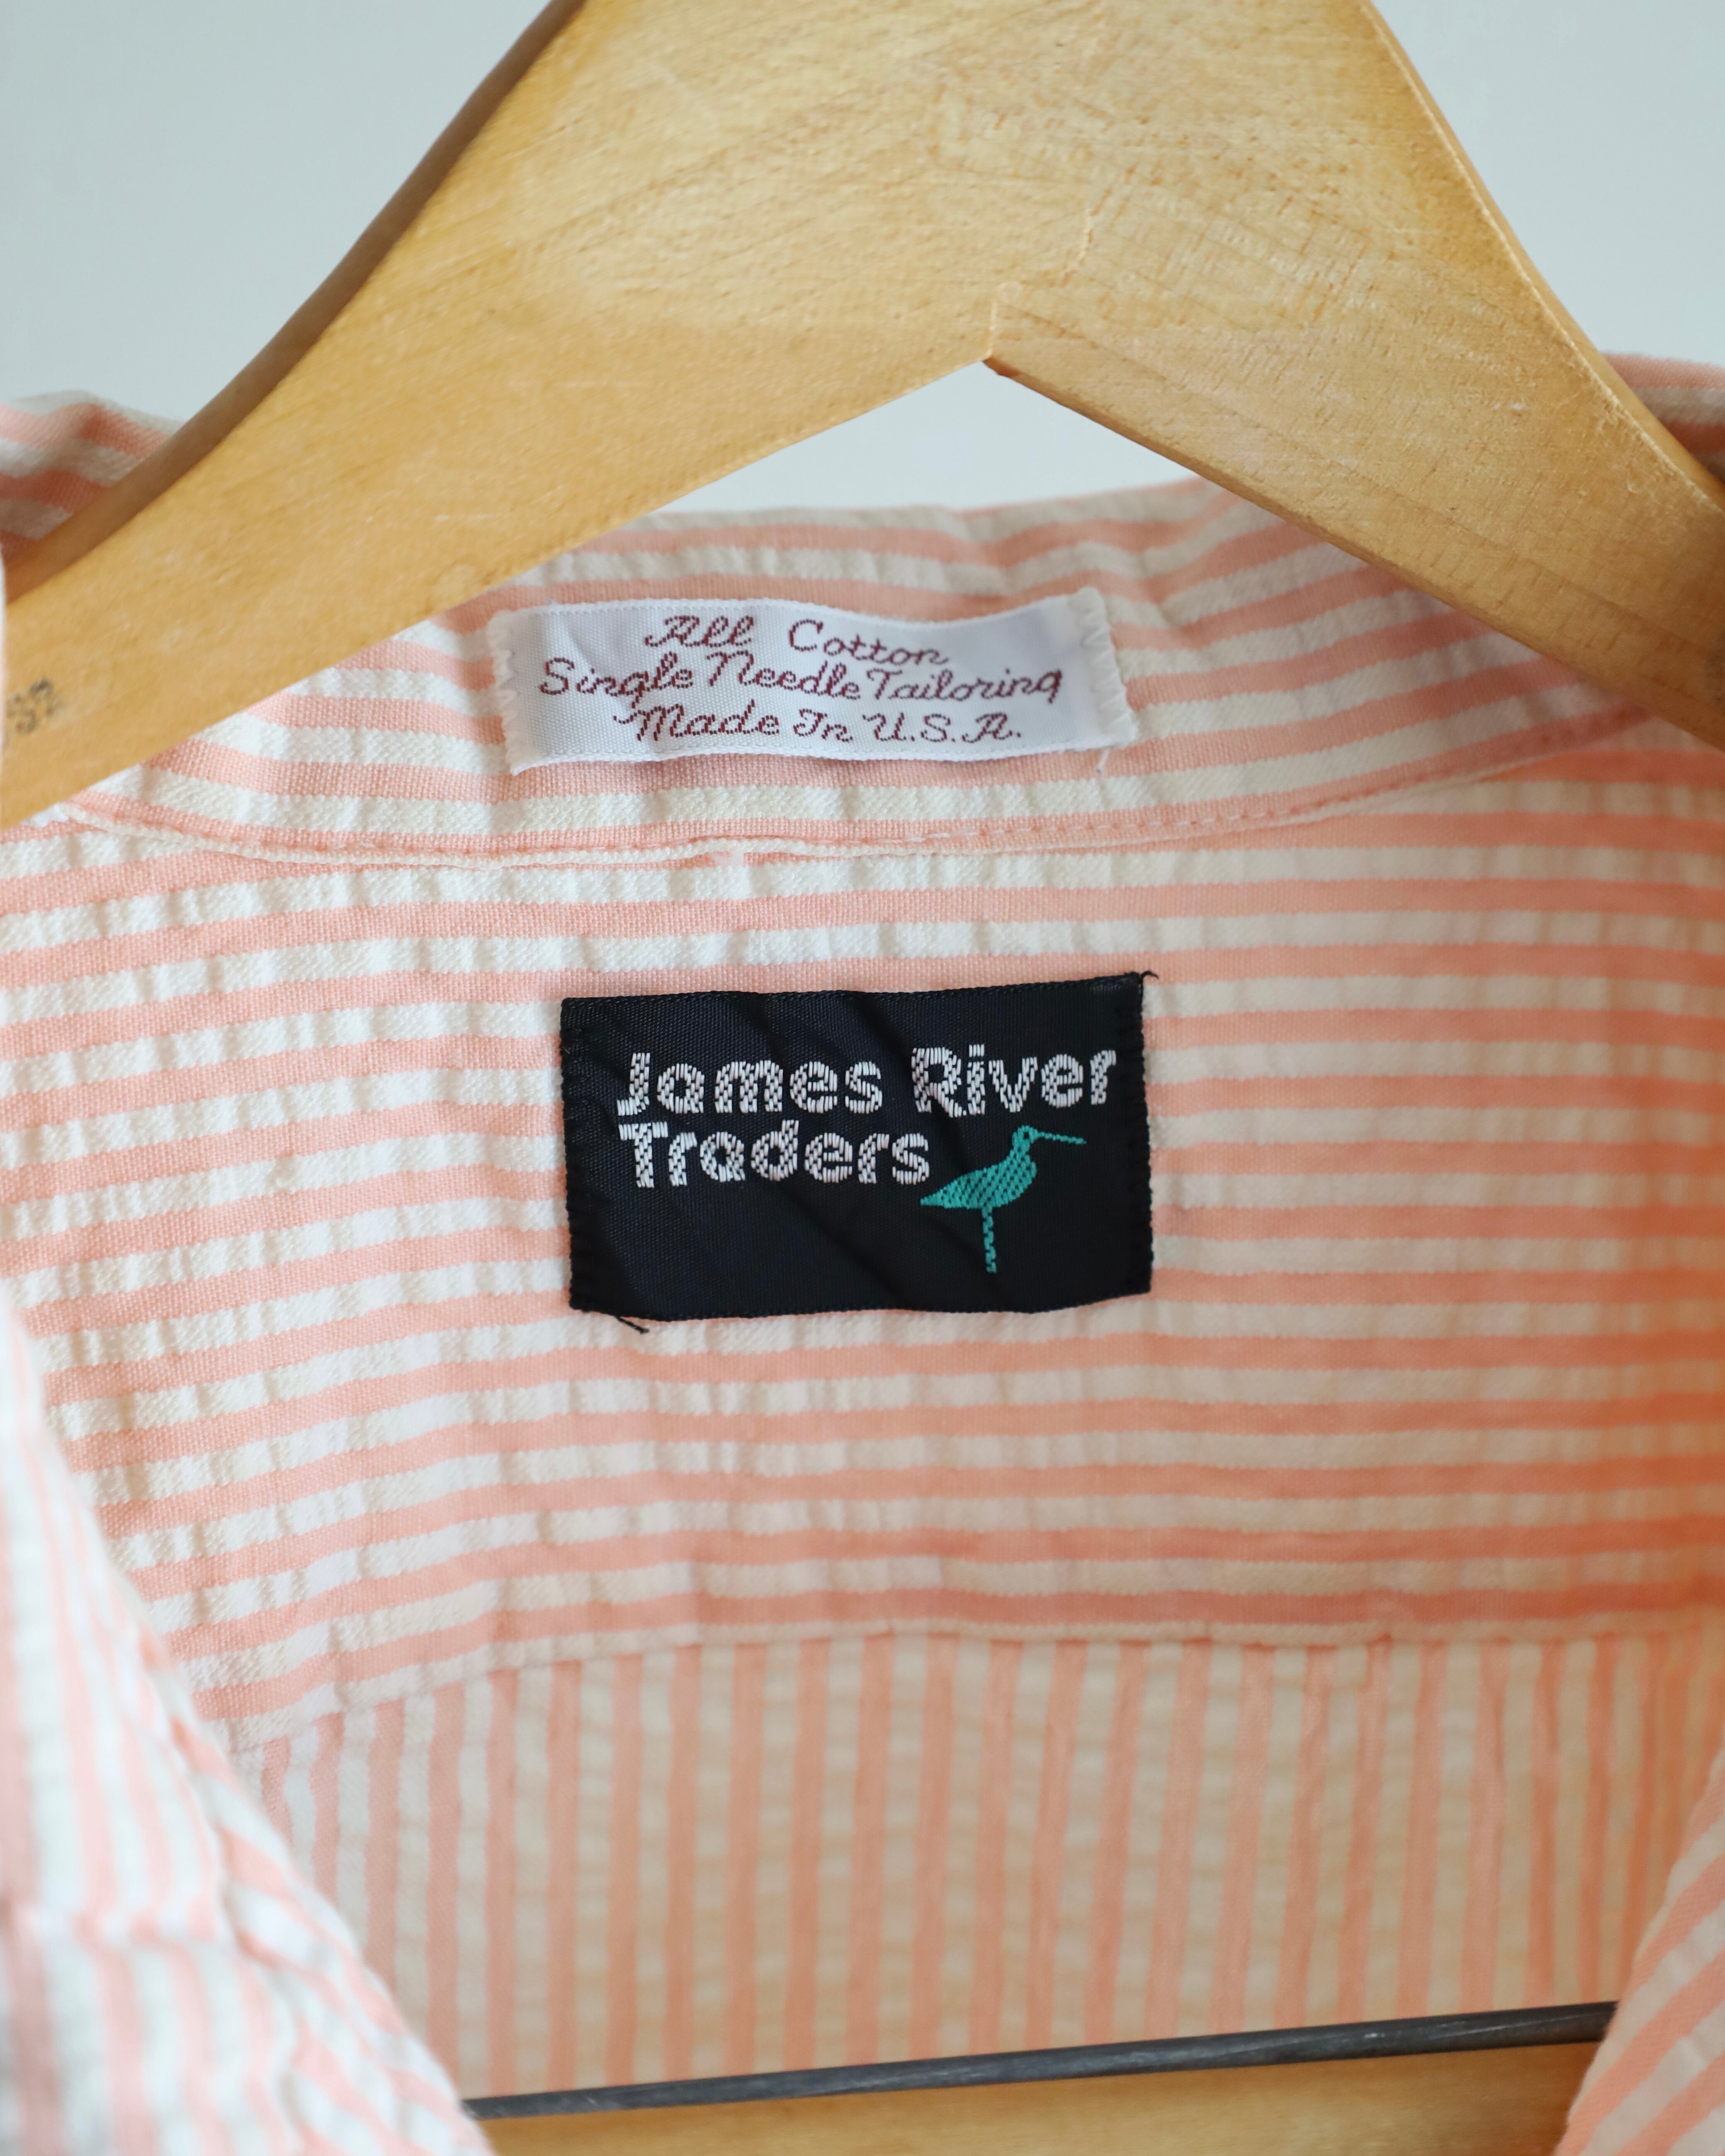 All Cotton
Single Needle Tailoring
Made In U.S.A.
James River
Traders